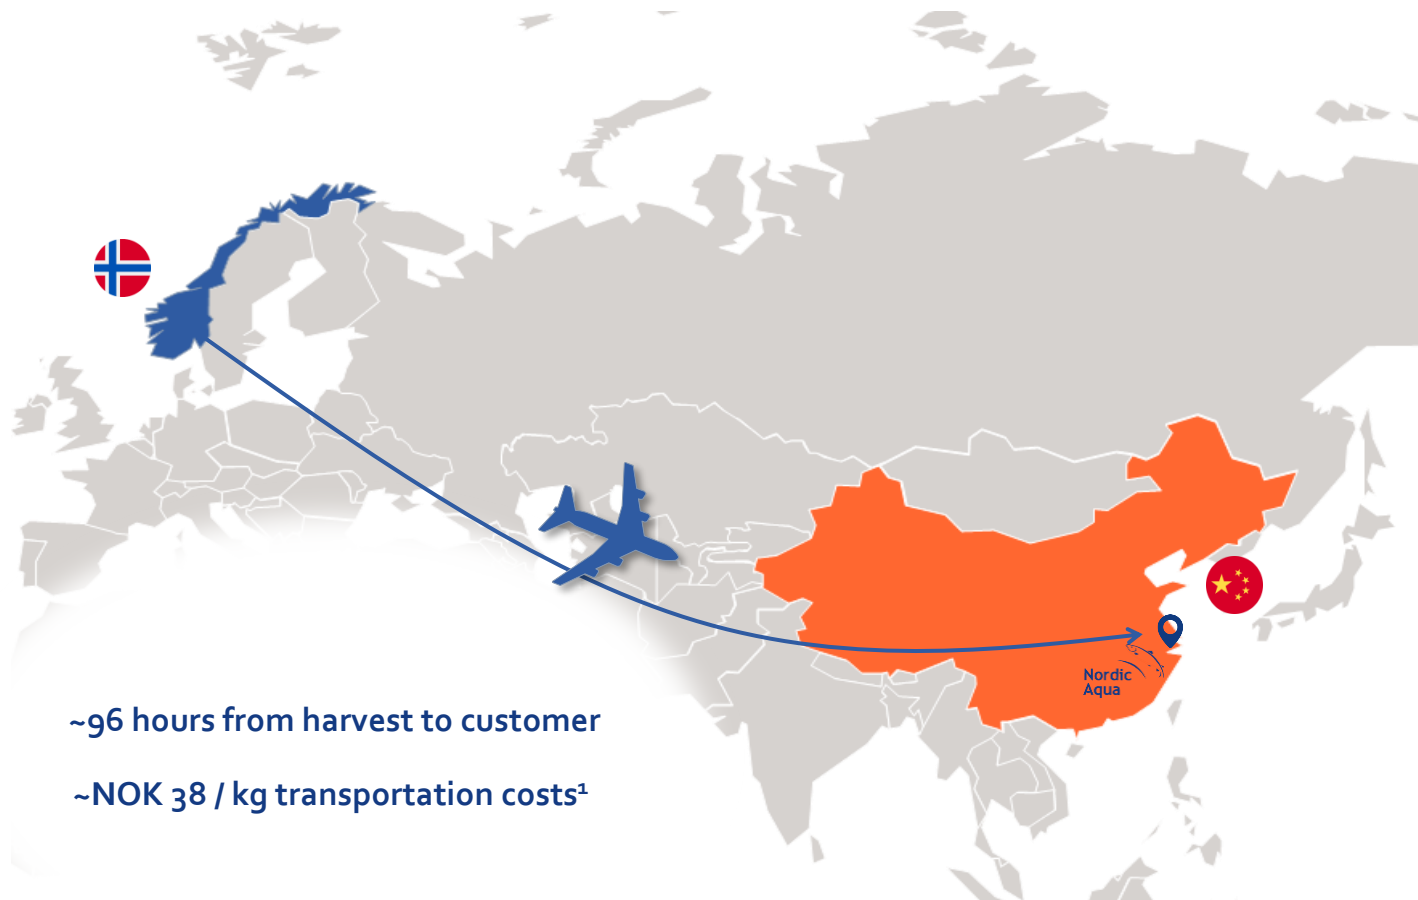 Nordic
Aqua
~96 hours from harvest to customer
~NOK 38 / kg transportation costs¹